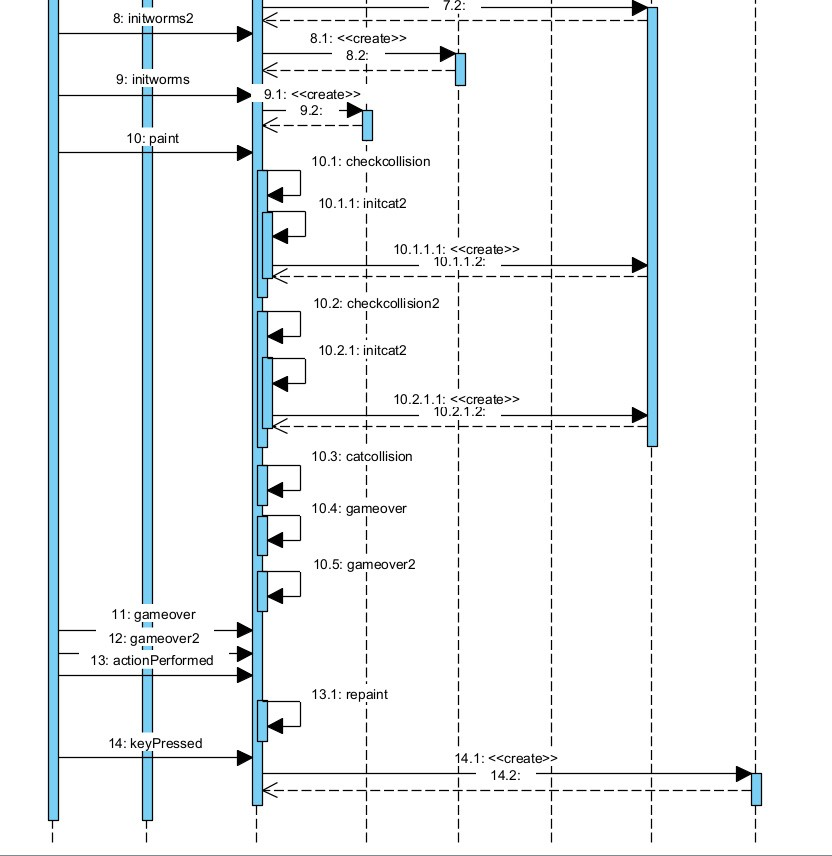 7.2:
8: initworms2
8.1: <<create>>
8.2:
9: initworms
9.1: <<create>>
9.2:
10: paint
10.1: checkcollision
10.1.1: initcat2
10.1.1.1: <<create>>
10.1.1.2:
10.2: checkcollision2
10.2.1: initcat2
10.2.1.1: <<create>>
10.2.1.2:
10.3: catcollision
10.4: gameover
10.5: gameover2
11: gameover
12: gameover2
13: actionPerformed
13.1: repaint
14: keyPressed
14.1: <<create>>
14.2: